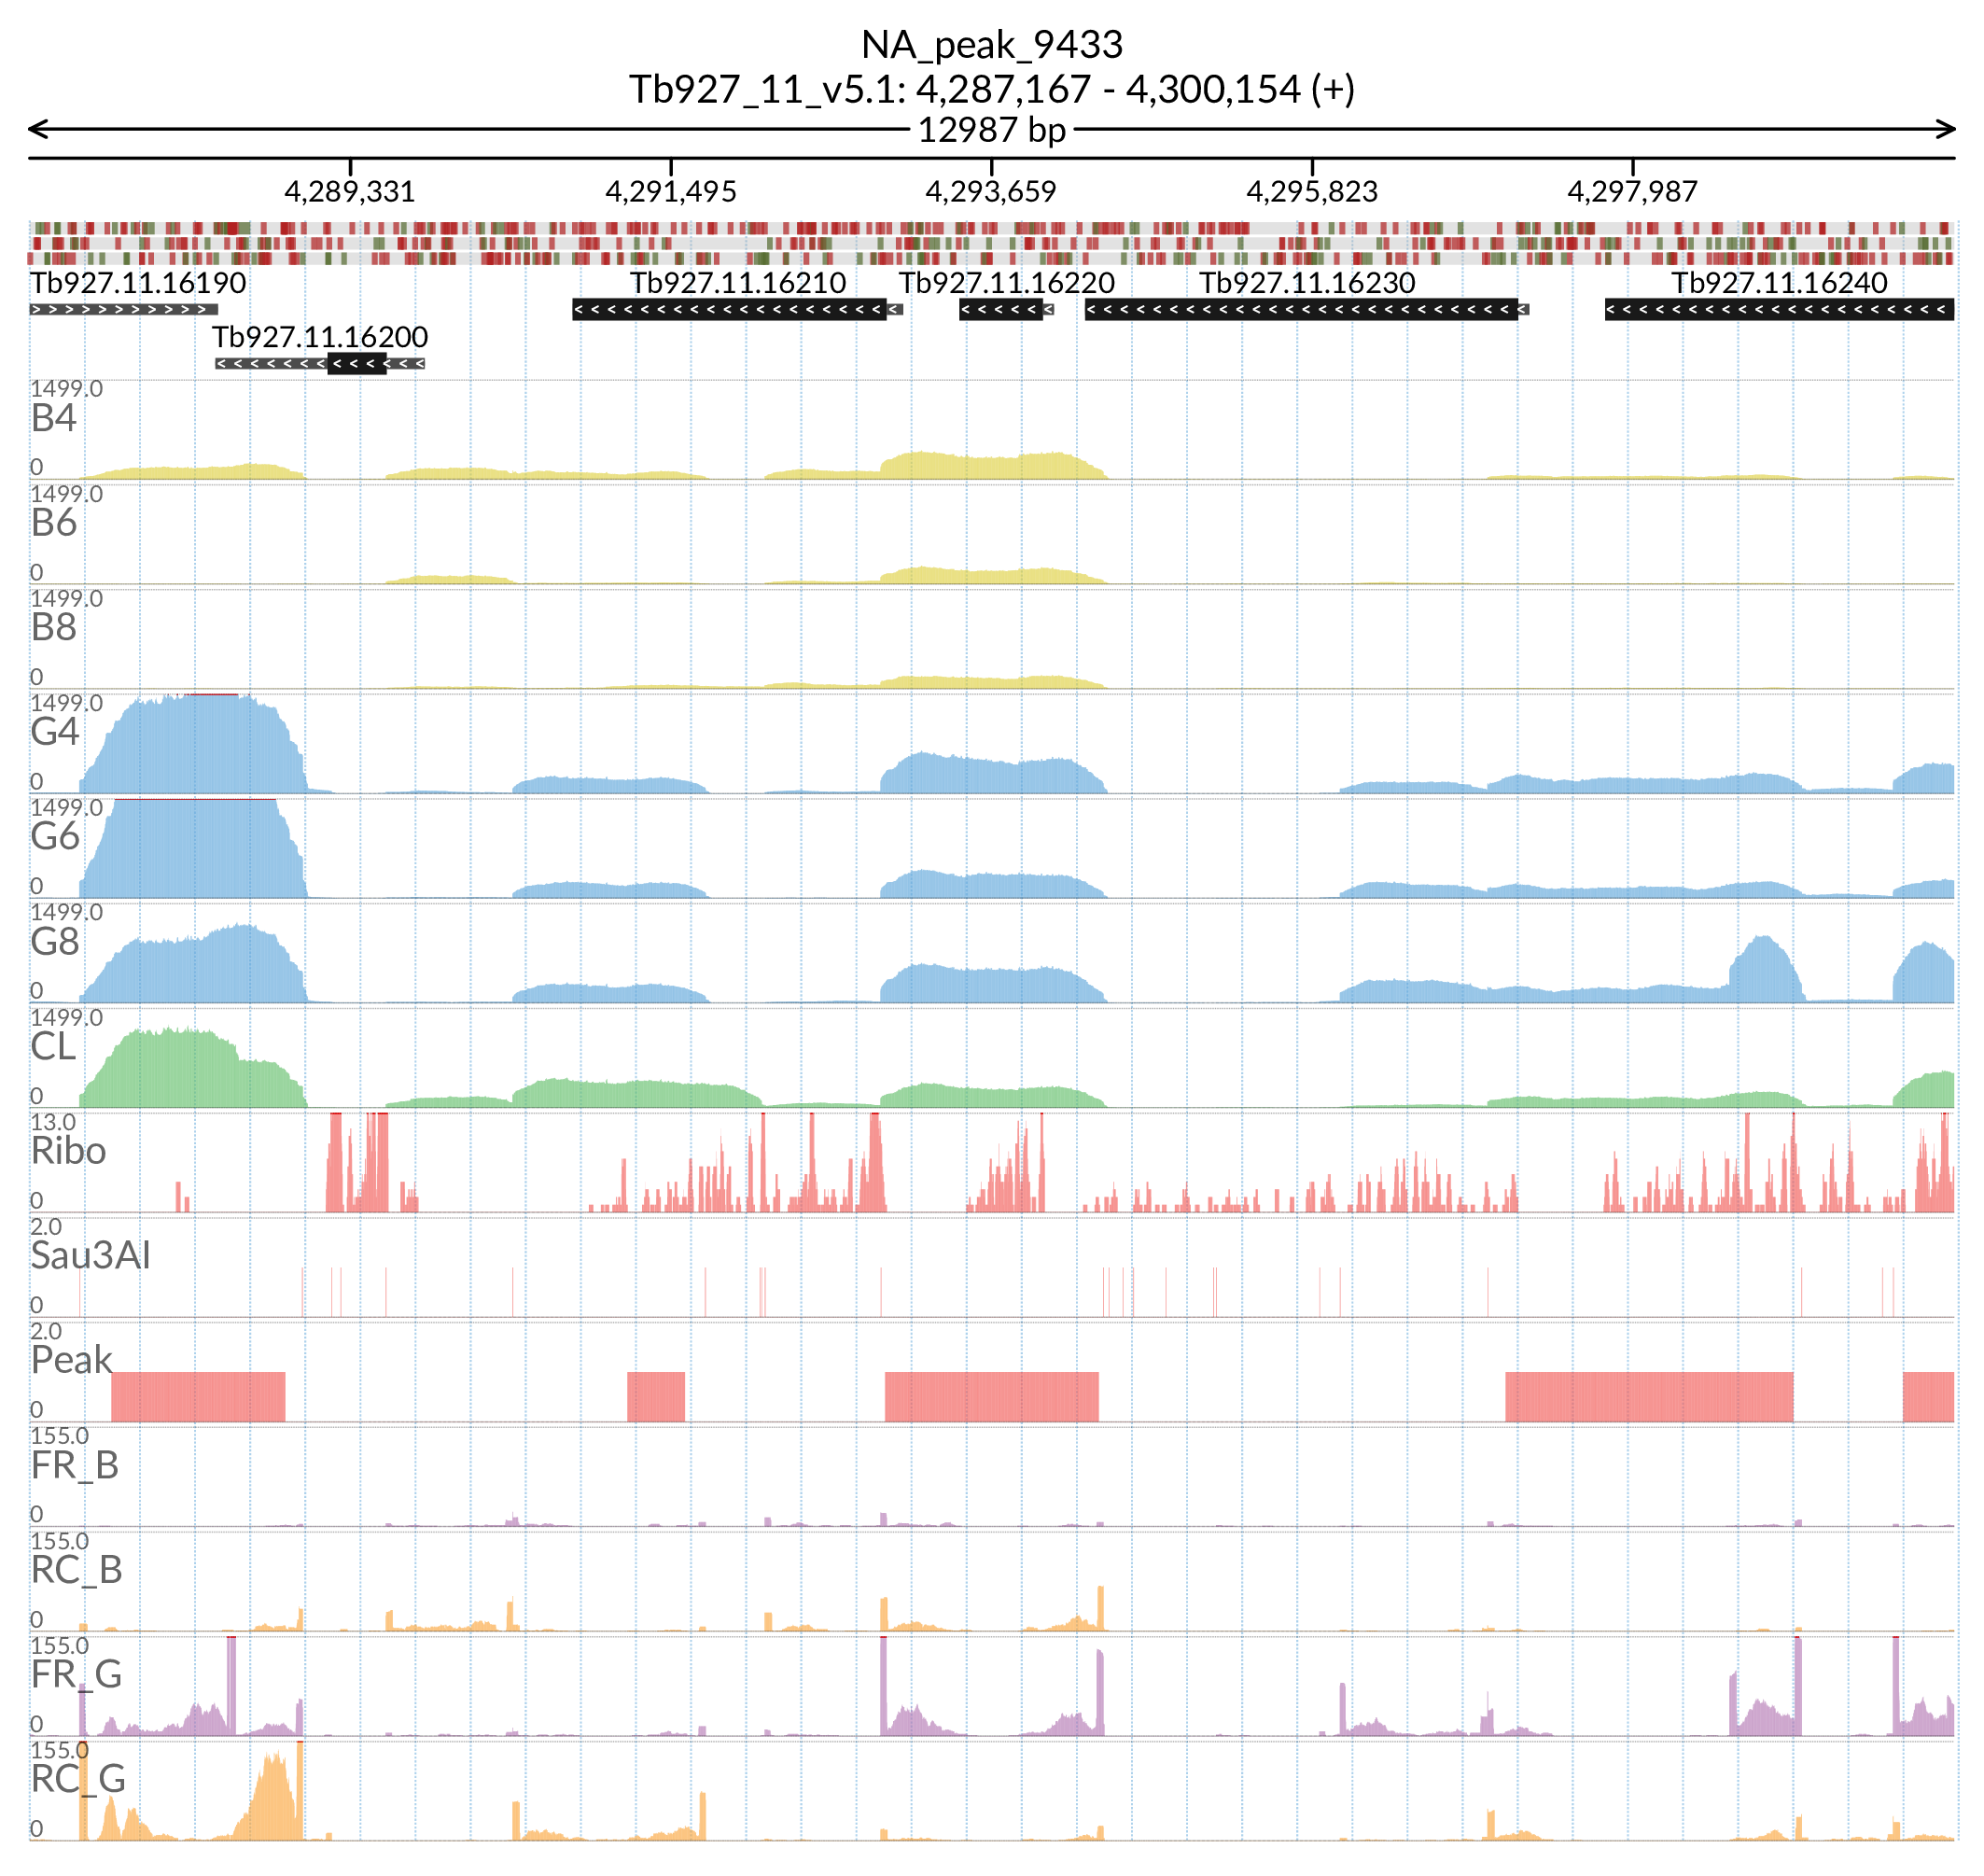 NA_peak_9433
Tb927_11_v5.1: 4,287,167 - 4,300,154 (+)
12987 bp
4,289,331 4,291,495 4,293,659 4,295,823 4,297,987
Tb927.11.16190 Tb927.11.16210 Tb927.11.16220 Tb927.11.16230 Tb927.11.16240
Tb927.11.16200
1499.0
B4
0
1499.0
B6
0
1499.0
B8
0
1499.0
G4
0
1499.0
G6
0
1499.0
G8
0
1499.0
CL
0
13.0
Ribo
0
2.0
Sau3AI
0
2.0
Peak
0
155.0
FR_B
0
155.0
RC_B
0
155.0
FR_G
0
155.0
RC_G
0